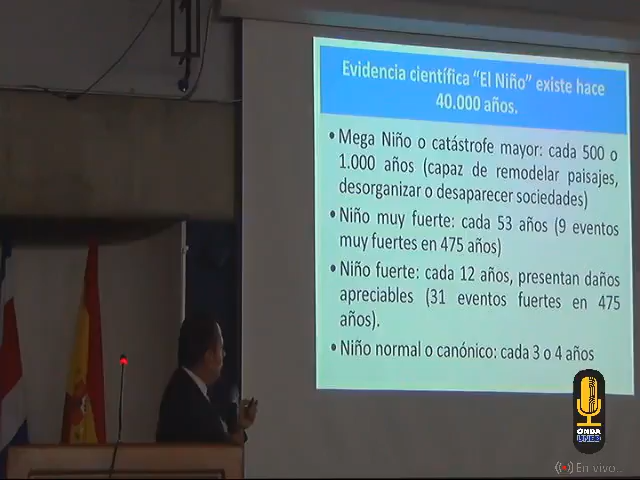 Evidencia científica "El Niño" existe hace
40.000 años.
• Mega Niño o catástrofe mayor: cada 500 o
1.000 años (capaz de remodelar paisajes,
desorganizar o desaparecer sociedades)
• Niño muy fuerte: cada 53 años (9 eventos
muy fuertes en 475 años)
• Niño fuerte: cada 12 años, presentan daños
apreciables (31 eventos fuertes en 475
años).
• Niño normal o canónico: cada 3 o 4 años
ONDA
UNED
En vivo...